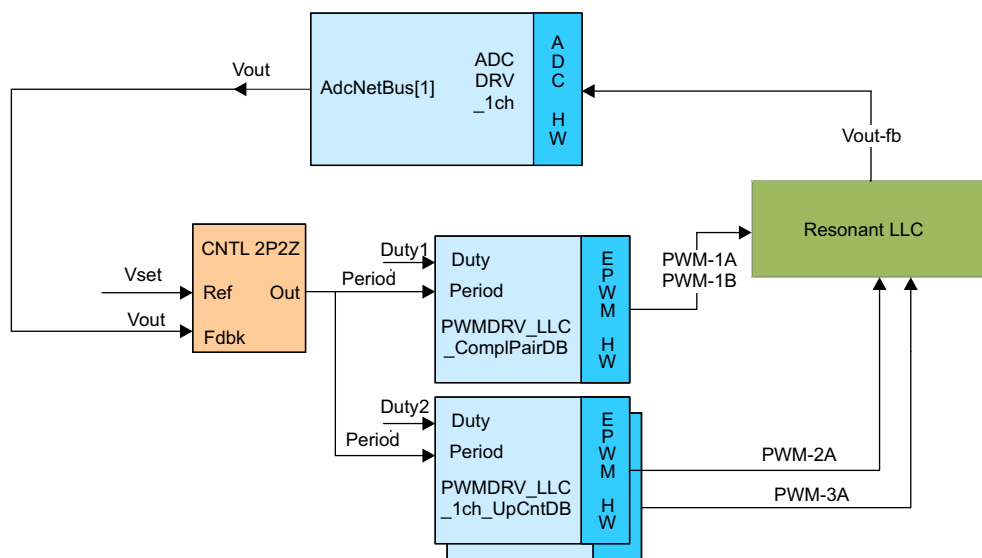 Vout
AdcNetBus[1]
ADC
DRV
_1ch
A
D
C
H
W
Vout-fb
Resonant LLC
CNTL 2P2Z
Vset
Ref
Out
Vout
Fdbk
Duty1
Period
Duty
Period
PWMDRV_LLC
_ComplPairDB
E
P
W
M
H
W
PWM-1A
PWM-1B
Duty2
Period
Duty
Period
PWMDRV_LLC
_1ch_UpCntDB
E
P
W
M
H
W
PWM-2A
PWM-3A